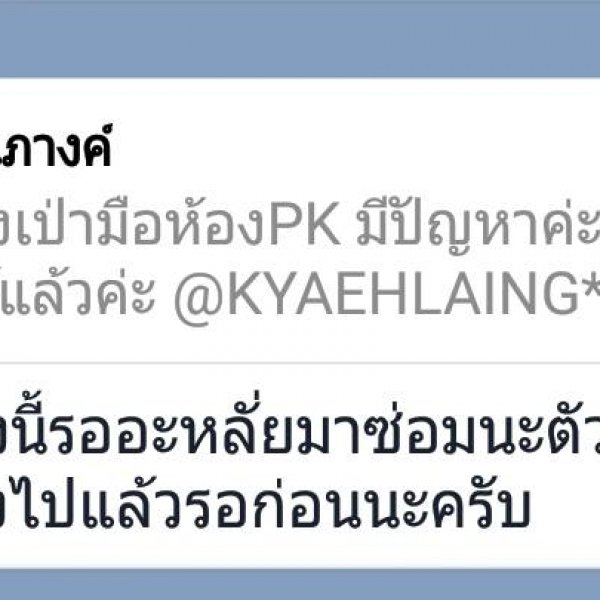 ภางค์
งเป่ามือห้องPK มีปัญหาค่ะ
แล้วค่ะ @KYAEHLAING*
งนี้รออะหลั่ยมาซ่อมนะตัว
งไปแล้วรอก่อนนะครับ